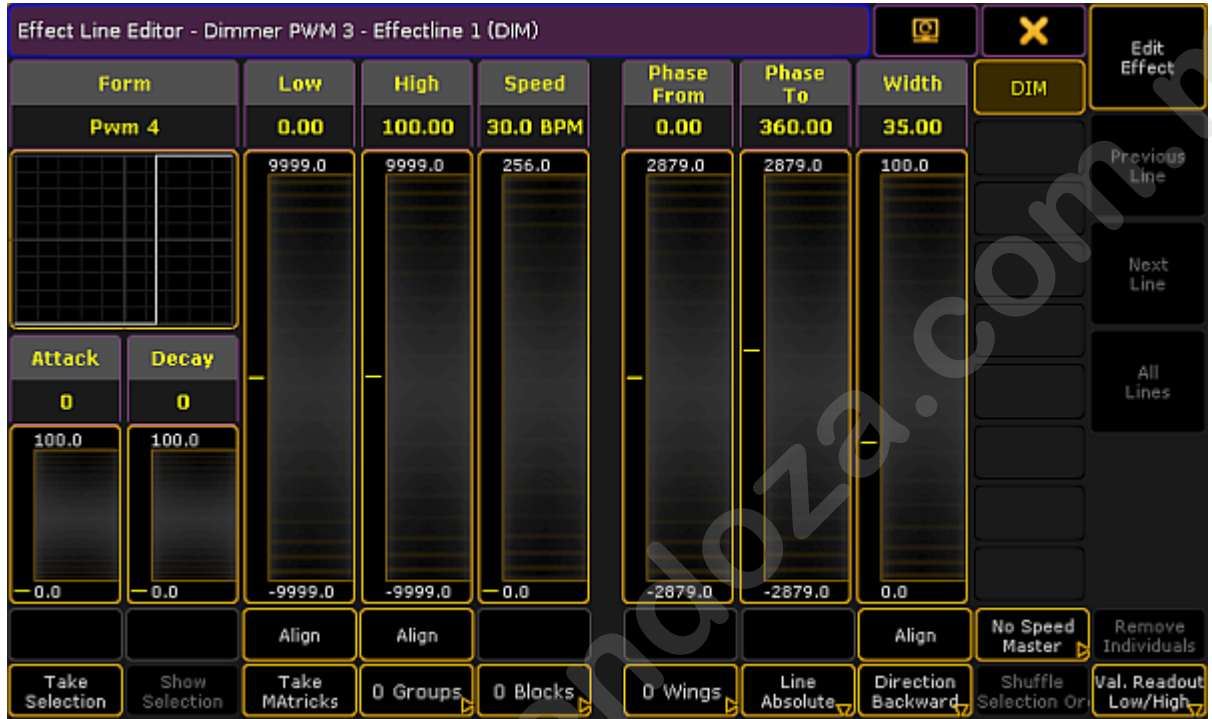 Effect Line Editor - Dimmer PWM 3 - Effectline 1 (DIM)
Edit
Effect
Form
Low
High
Speed
Phase
From
Phase
To
Width
DIM
Pwm 4
0.00
100.00
30.0 BPM
0.00
360.00
35.00
9999.0
9999.0
256.0
2879.0
2879.0
100.0
Previous
Line
Next
Line
All
Lines
Attack
Decay
0
0
100.0
100.0
0.0
0.0
-9999.0
-9999.0
0.0
-2879.0
-2879.0
0.0
Align
Align
Align
No Speed
Master
Remove
Individuals
Take
Selection
Show
Selection
Take
MAtricks
0 Groups
0 Blocks
0 Wings
Line
Absolute
Direction
Backward
Shuffle
Selection Or
Val. Readout
Low/High